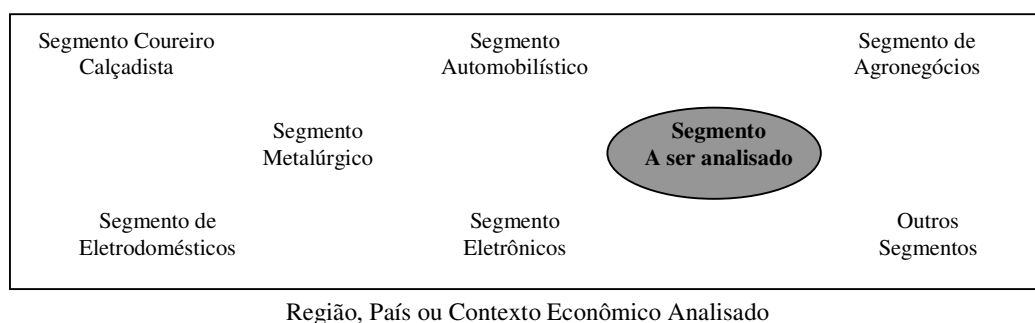 Segmento Coureiro
Calçadista
Segmento
Automobilístico
Segmento de
Agronegócios
Segmento
Metalúrgico
Segmento
A ser analisado
Segmento de
Eletrodomésticos
Segmento
Eletrônicos
Outros
Segmentos
Região, País ou Contexto Econômico Analisado